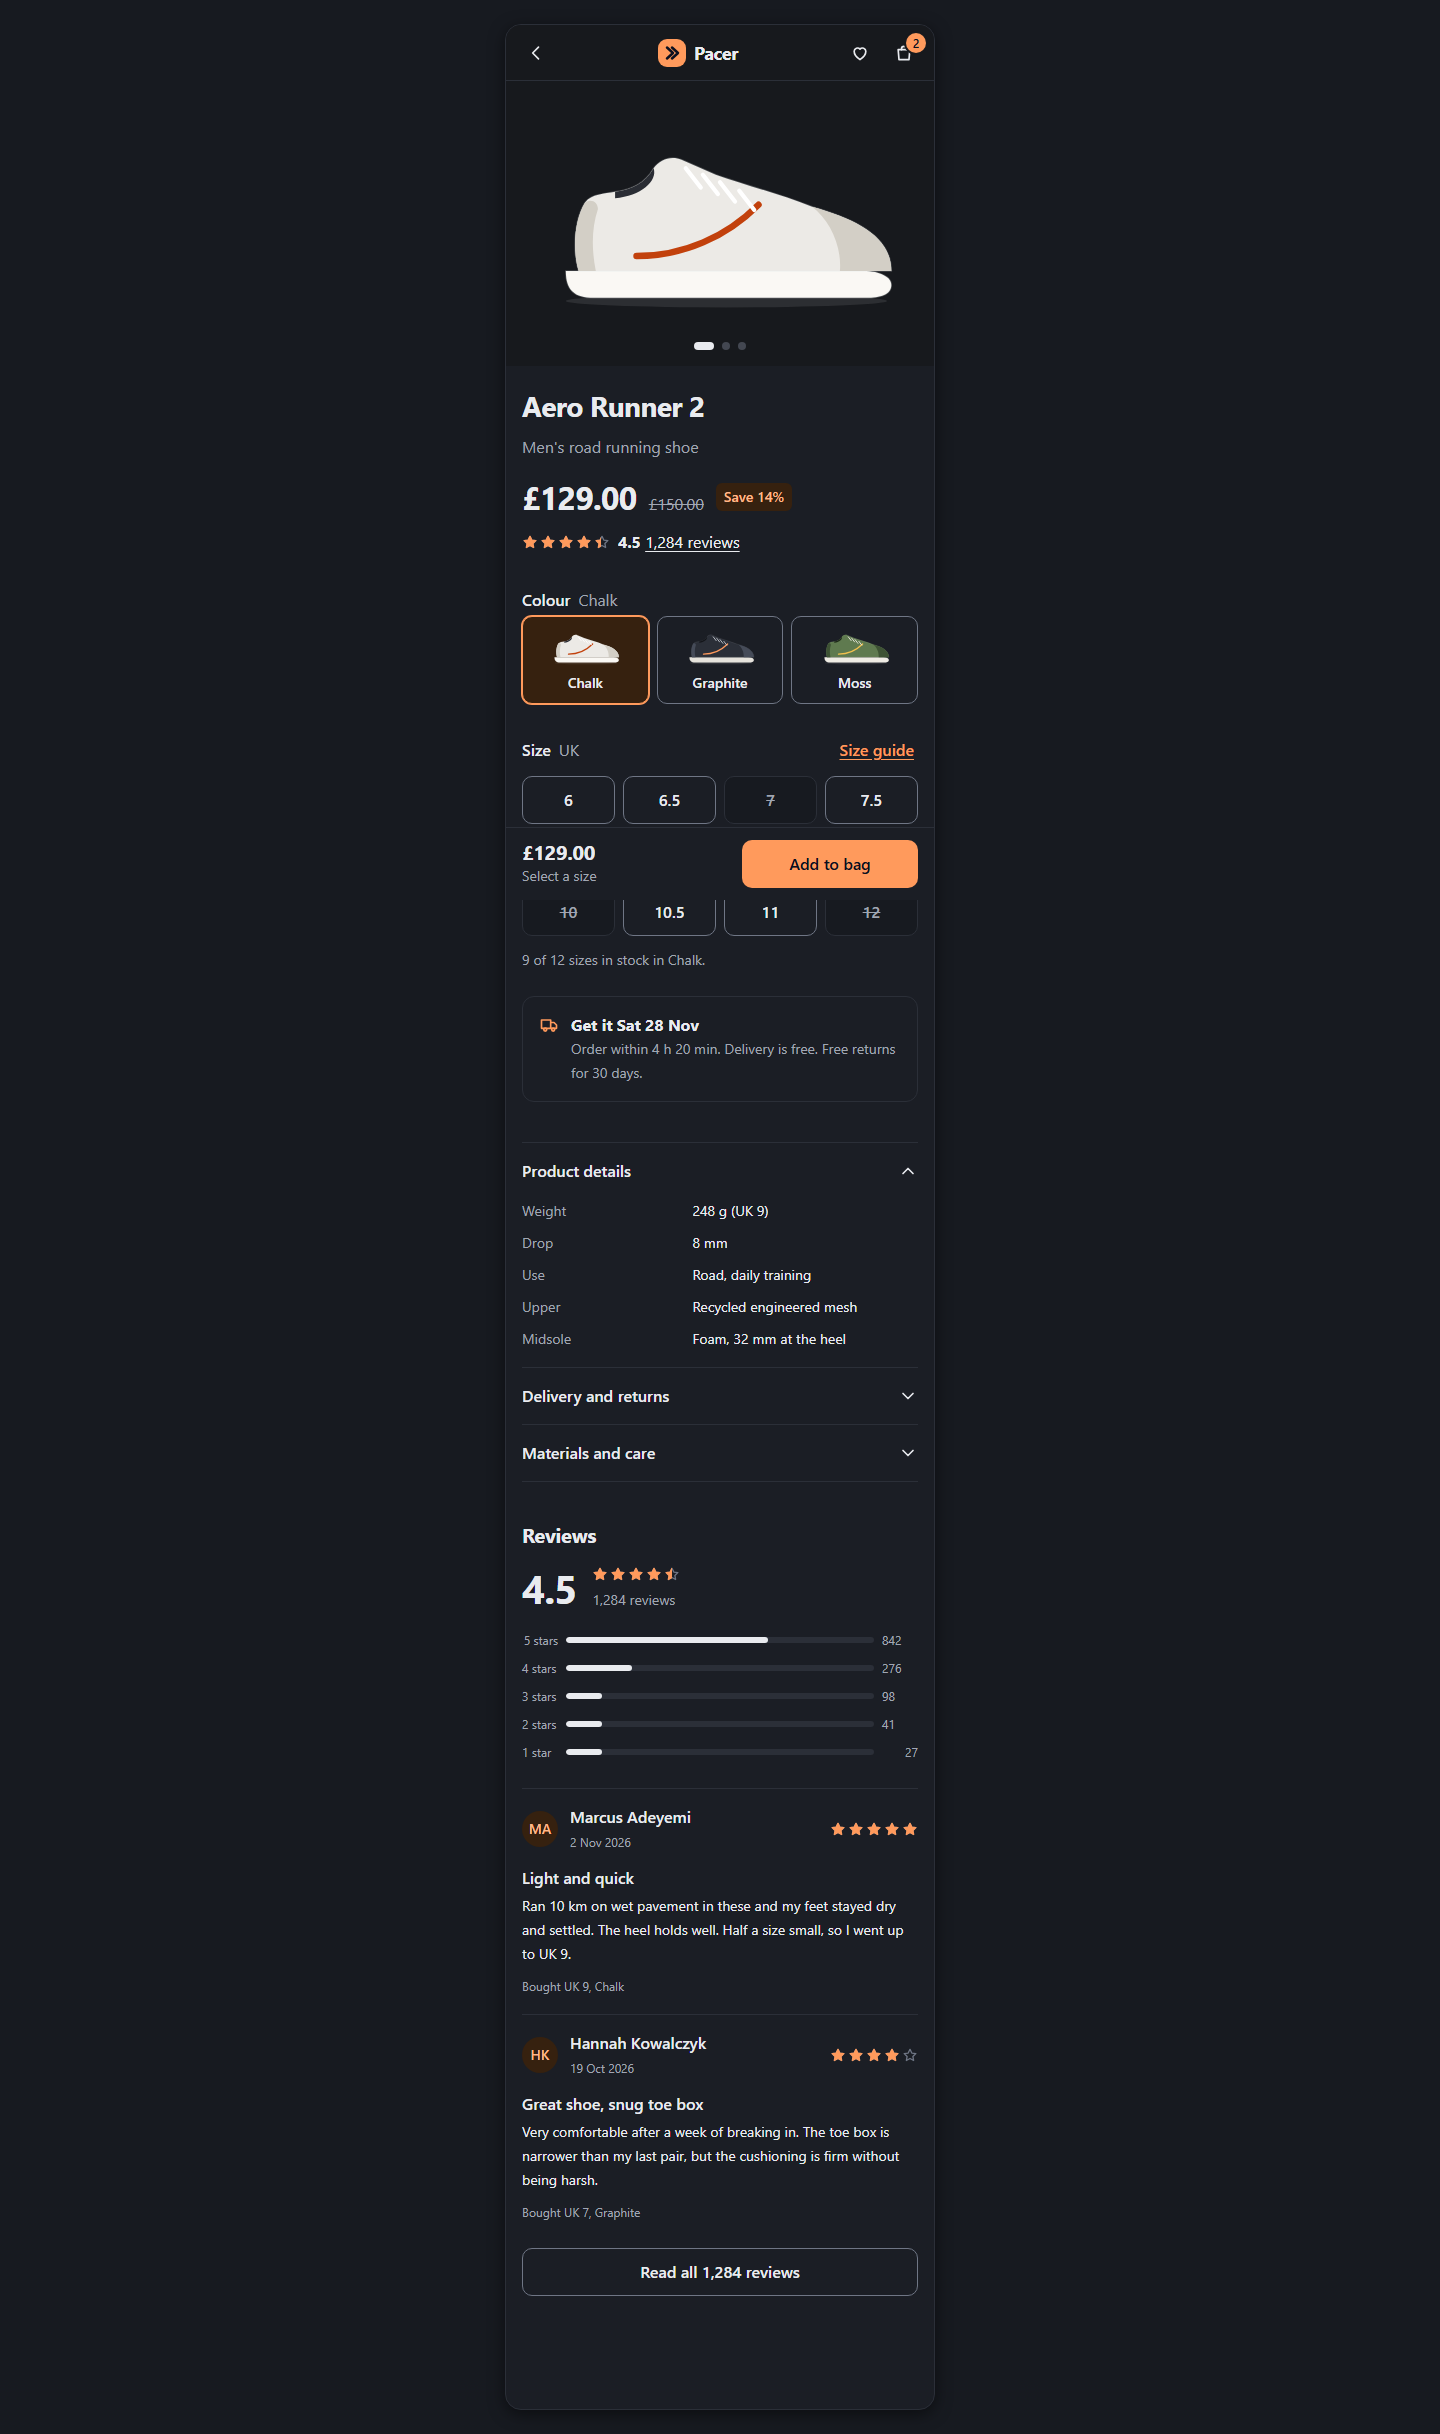 Pacer
2
Aero Runner 2
Men's road running shoe
£129.00 £150.00 Save 14%
4.5 1,284 reviews
Colour Chalk
Chalk Graphite Moss
Size UK Size guide
6 6.5 7 7.5
£129.00
Select a size
Add to bag
10 10.5 11 12
9 of 12 sizes in stock in Chalk.
Get it Sat 28 Nov
Order within 4 h 20 min. Delivery is free. Free returns
for 30 days.
Product details
Weight 248 g (UK 9)
Drop 8 mm
Use Road, daily training
Upper Recycled engineered mesh
Midsole Foam, 32 mm at the heel
Delivery and returns
Materials and care
Reviews
4.5
1,284 reviews
5 stars 842
4 stars 276
3 stars 98
2 stars 41
1 star 27
MA Marcus Adeyemi
2 Nov 2026
Light and quick
Ran 10 km on wet pavement in these and my feet stayed dry
and settled. The heel holds well. Half a size small, so I went up
to UK 9.
Bought UK 9, Chalk
HK Hannah Kowalczyk
19 Oct 2026
Great shoe, snug toe box
Very comfortable after a week of breaking in. The toe box is
narrower than my last pair, but the cushioning is firm without
being harsh.
Bought UK 7, Graphite
Read all 1,284 reviews